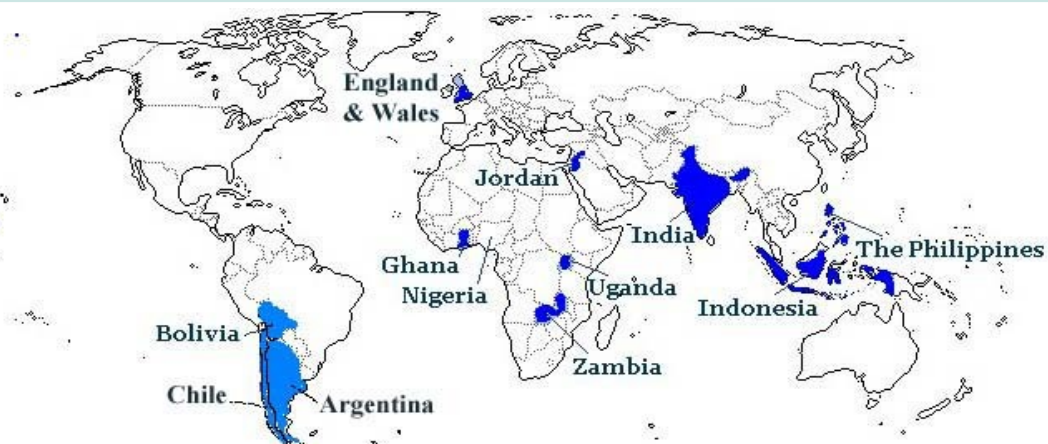 England
& Wales
Jordan
India
The Philippines
Ghana
Nigeria
Uganda
Indonesia
Bolivia
Zambia
Chile
Argentina